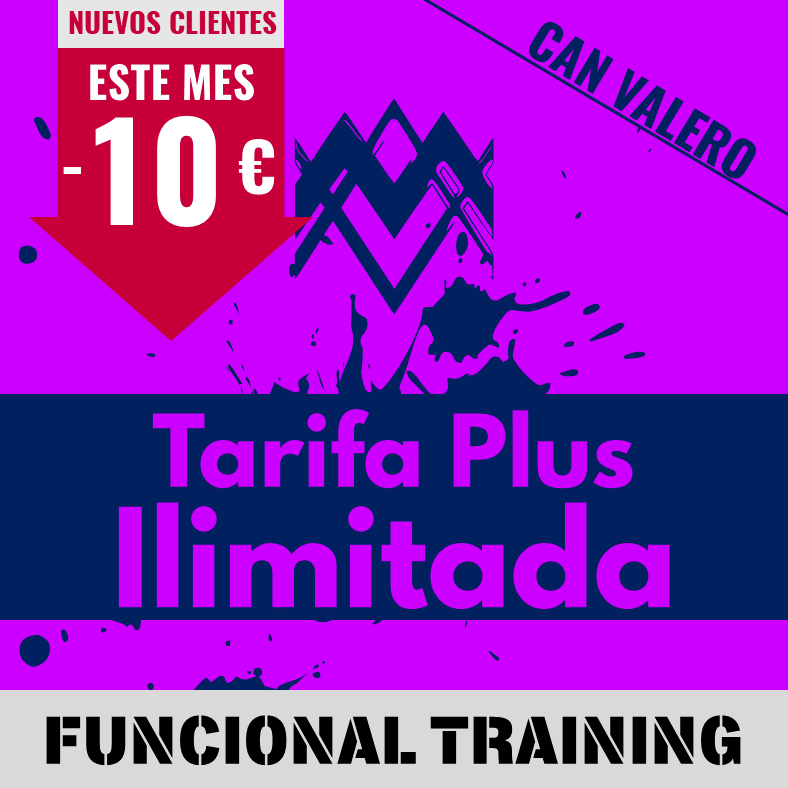 NUEVOS CLIENTES
ESTE MES
-10 €
CAN VALERO
Tarifa Plus
Ilimitada
FUNCIONAL TRAINING